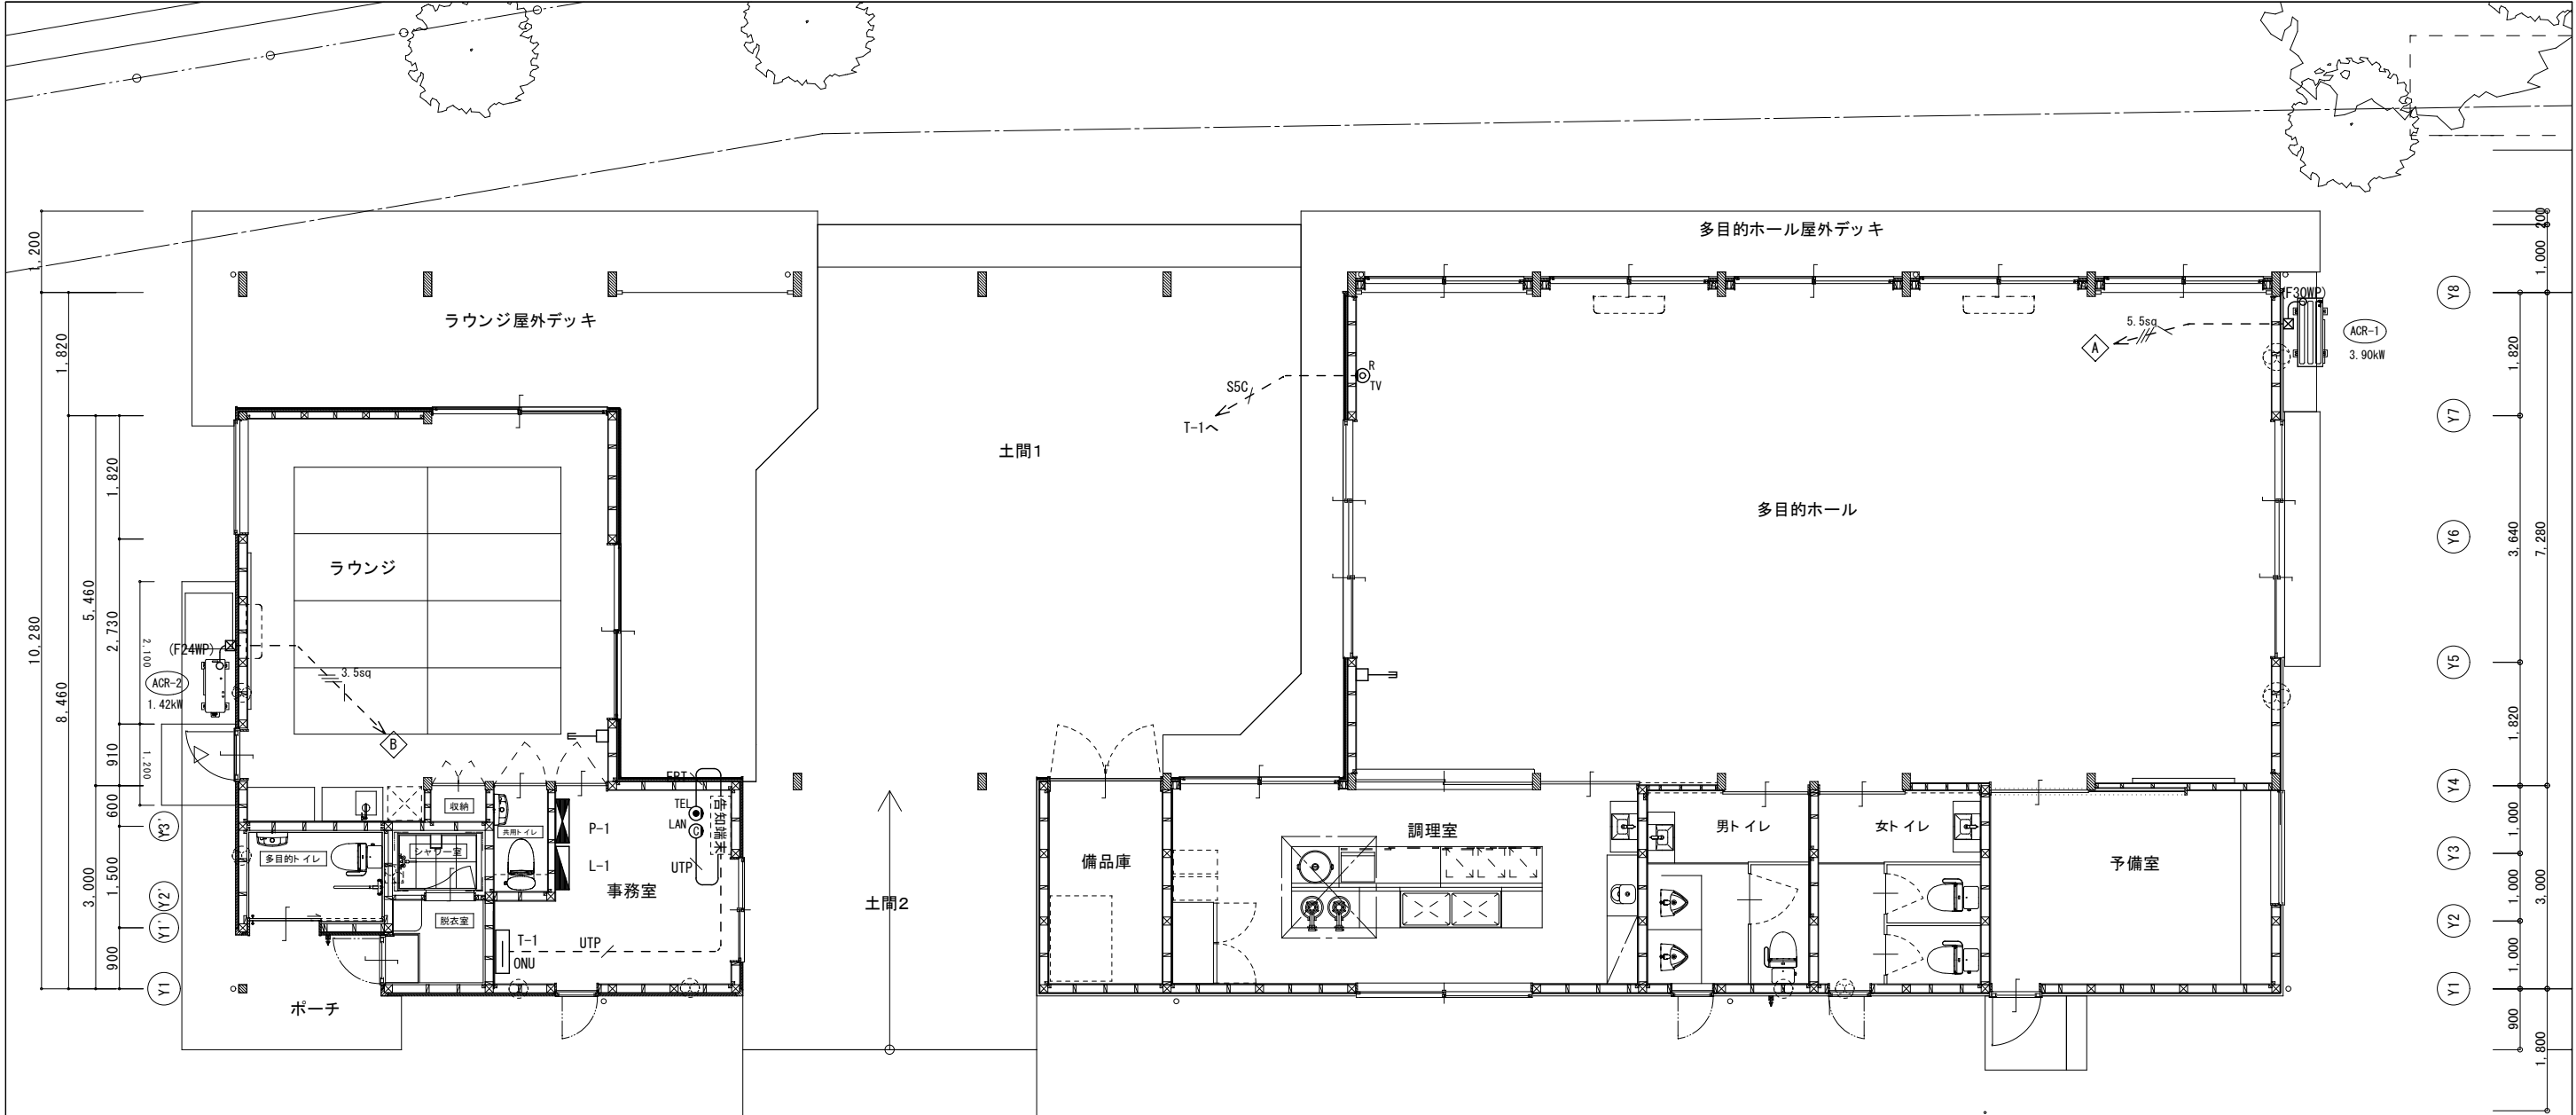 多目的ホール屋外デッキ
ラウンジ屋外デッキ
1,200
1,820
10,280
8,460
5,460
3,000
1,820
2,730
910
600
1,500
900
2,100
1,200
Y3'
Y2'
Y1'
Y1
(F24WP)
ACR-2
1.42kW
3.5sq
B
ラウンジ
収納
共用トイレ
多目的トイレ
シャワー室
脱衣室
ポーチ
P-1
L-1
事務室
T-1
ONU
UTP
EBT
TEL
LAN
C
UTP
告知端末
土間1
土間2
S5C
T-1へ
R
TV
多目的ホール
A
5.5sq
(F30WP)
ACR-1
3.90kW
備品庫
調理室
男トイレ
女トイレ
予備室
Y8
Y7
Y6
Y5
Y4
Y3
Y2
Y1
200
1,000
1,820
3,640
7,280
1,820
1,000
1,000
3,000
1,000
900
1,800